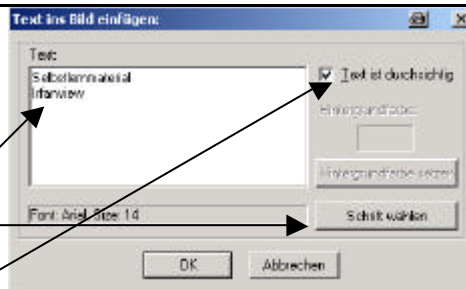 Text ins Bild einfügen:
Text:
Selbstlernmaterial
Irfanview
Text ist durchsichtig
Hintergrundfarbe:
Hintergrundfarbe setzen
Font: Arial, Size: 14
Schrift wählen
OK
Abbrechen